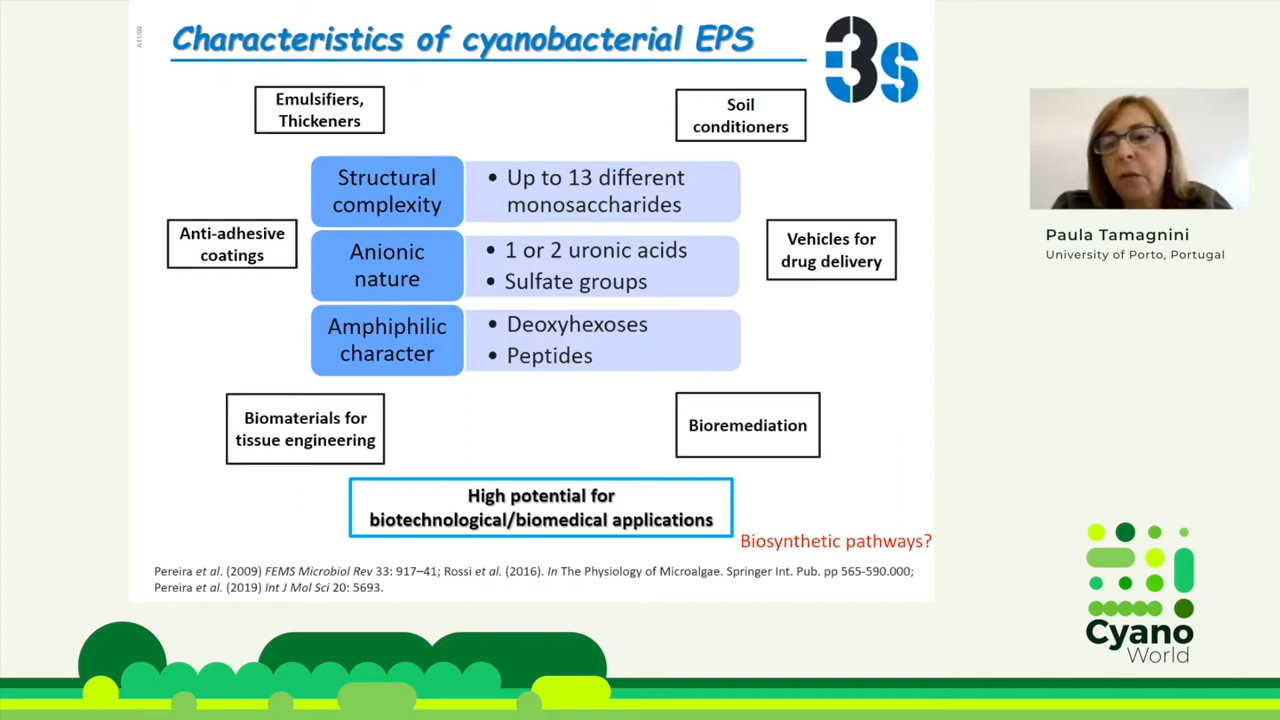 Characteristics of cyanobacterial EPS
3s
Emulsifiers,
Thickeners
Soil
conditioners
Structural
complexity
• Up to 13 different
monosaccharides
Anti-adhesive
coatings
Anionic
nature
• 1 or 2 uronic acids
• Sulfate groups
Vehicles for
drug delivery
Amphiphilic
character
• Deoxyhexoses
• Peptides
Biomaterials for
tissue engineering
Bioremediation
High potential for
biotechnological/biomedical applications
Biosynthetic pathways?
Pereira et al. (2009) FEMS Microbiol Rev 33: 917–41; Rossi et al. (2016). In The Physiology of Microalgae. Springer Int. Pub. pp 565-590.000;
Pereira et al. (2019) Int J Mol Sci 20: 5693.
Paula Tamagnini
University of Porto, Portugal
Cyano
World